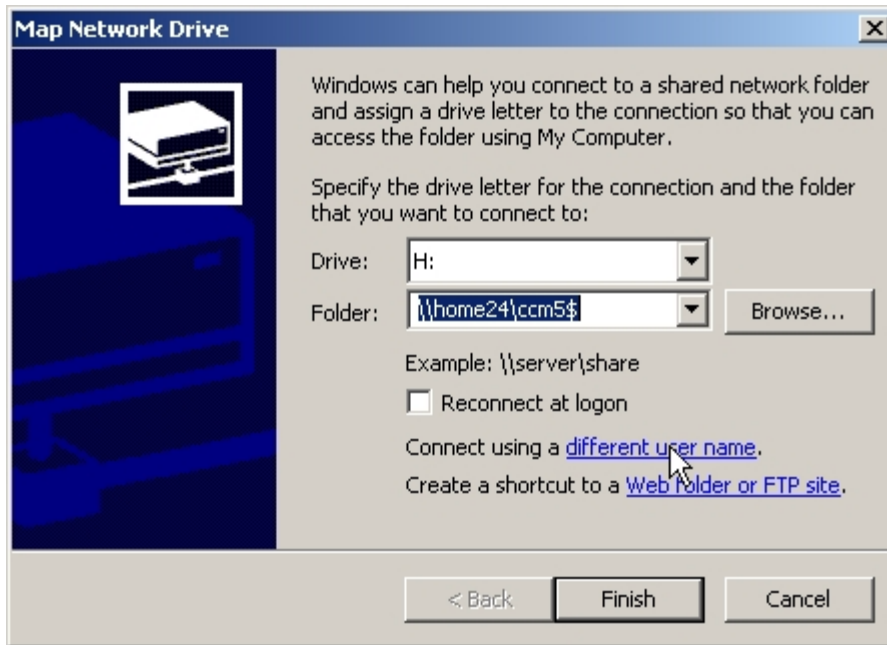 Map Network Drive
Windows can help you connect to a shared network folder
and assign a drive letter to the connection so that you can
access the folder using My Computer.
Specify the drive letter for the connection and the folder
that you want to connect to:
Drive: H:
Folder: \\home24\ccm5$ Browse...
Example: \\server\share
Reconnect at logon
Connect using a different user name.
Create a shortcut to a Web folder or FTP site.
< Back Finish Cancel